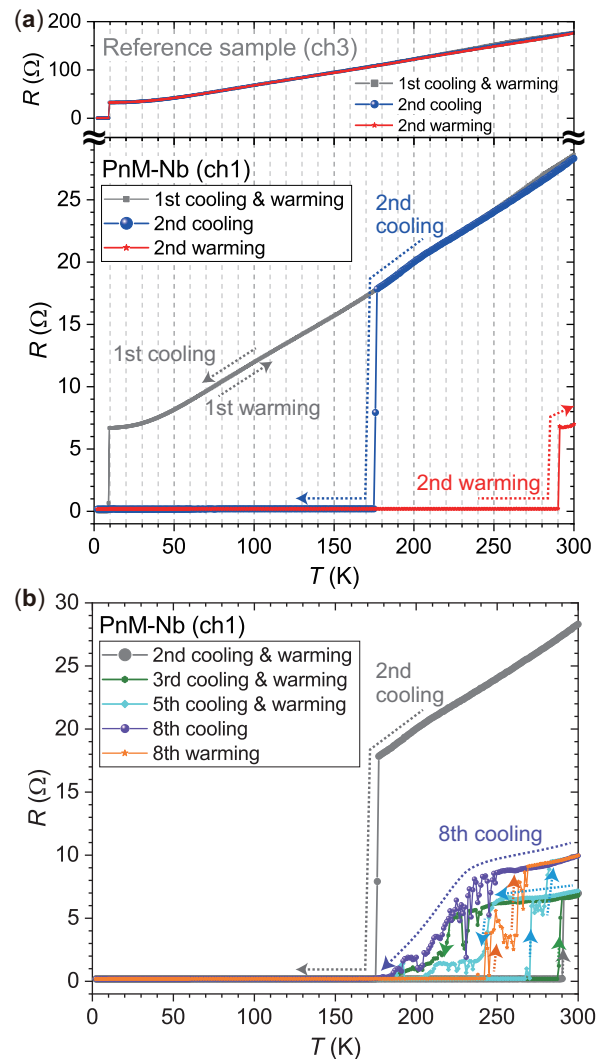 (a)
Reference sample (ch3)
1st cooling & warming
2nd cooling
2nd warming
R (Ω)
200
100
0
PnM-Nb (ch1)
1st cooling & warming
2nd cooling
2nd warming
2nd
cooling
1st cooling
1st warming
2nd warming
R (Ω)
25
20
15
10
5
0
0
50
100
150
200
250
300
T (K)
(b)
PnM-Nb (ch1)
2nd cooling & warming
3rd cooling & warming
5th cooling & warming
8th cooling
8th warming
2nd
cooling
8th cooling
R (Ω)
30
25
20
15
10
5
0
0
50
100
150
200
250
300
T (K)